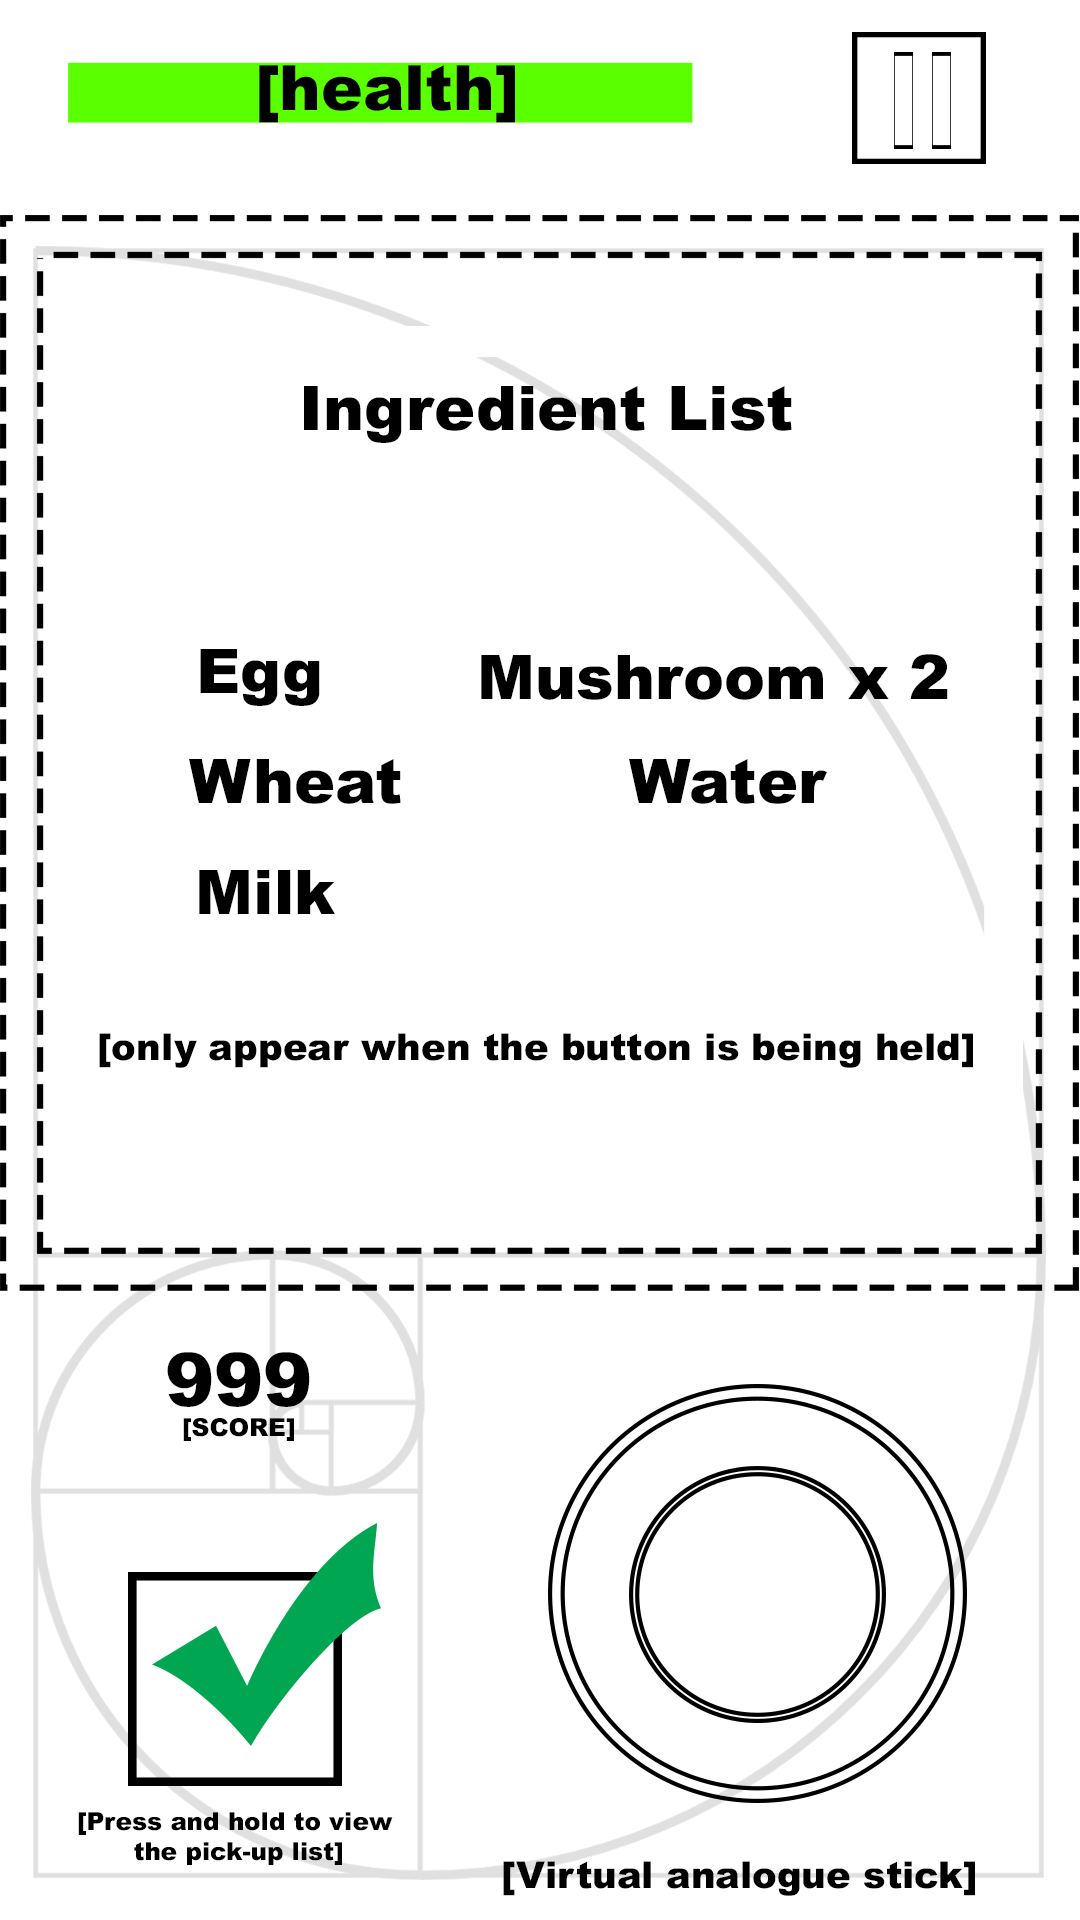 [health]
Ingredient List
Egg
Mushroom x 2
Wheat
Water
Milk
[only appear when the button is being held]
999
[SCORE]
[Press and hold to view
the pick-up list]
[Virtual analogue stick]